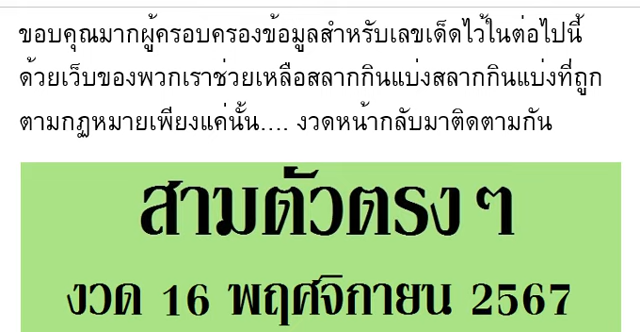 ขอบคุณมากผู้ครอบครองข้อมูลสำหรับเลขเด็ดไว้ในต่อไปนี้
ด้วยเว็บของพวกเราช่วยเหลือสลากกินแบ่งสลากกินแบ่งที่ถูก
ตามกฏหมายเพียงแค่นั้น.... งวดหน้ากลับมาติดตามกัน
สามตัวตรง ๆ
งวด 16 พฤศจิกายน 2567